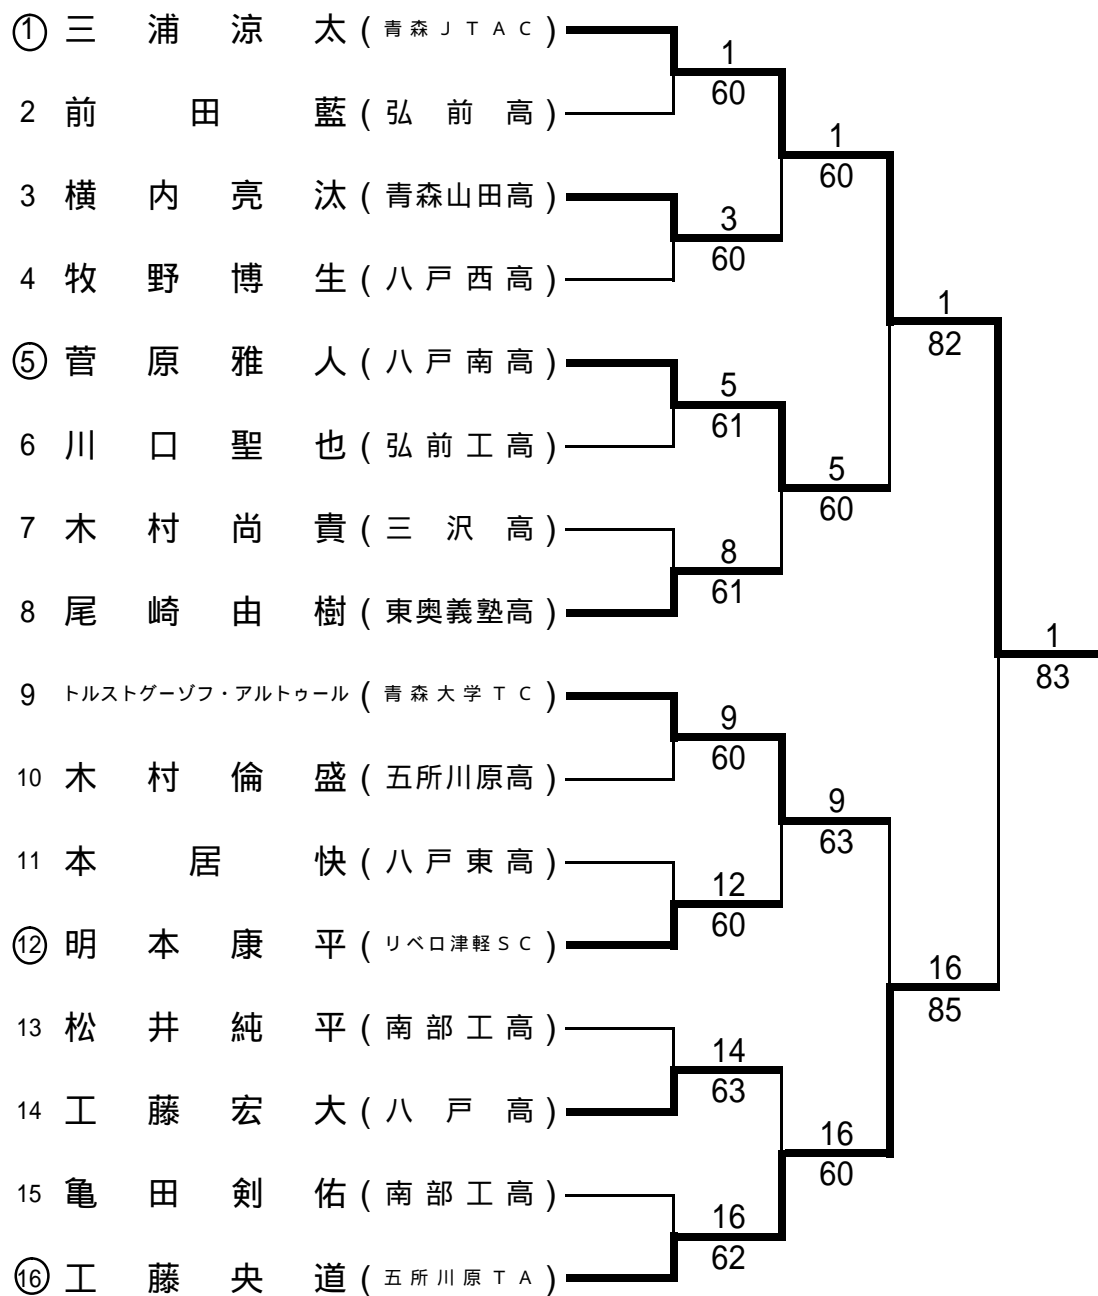 ① 三浦涼太 (青森JTAC)
2 前田藍 (弘前高)
3 横内亮汰 (青森山田高)
4 牧野博生 (八戸西高)
⑤ 菅原雅人 (八戸南高)
6 川口聖也 (弘前工高)
7 木村尚貴 (三沢高)
8 尾崎由樹 (東奥義塾高)
9 トルストグーゾフ・アルトゥール (青森大学TC)
10 木村倫盛 (五所川原高)
11 本居快 (八戸東高)
⑫ 明本康平 (リベロ津軽SC)
13 松井純平 (南部工高)
14 工藤宏大 (八戸高)
15 亀田剣佑 (南部工高)
⑯ 工藤央道 (五所川原TA)
1
60
3
60
5
61
8
61
9
60
12
60
14
63
16
62
1
60
5
60
9
63
16
60
1
82
16
85
1
83